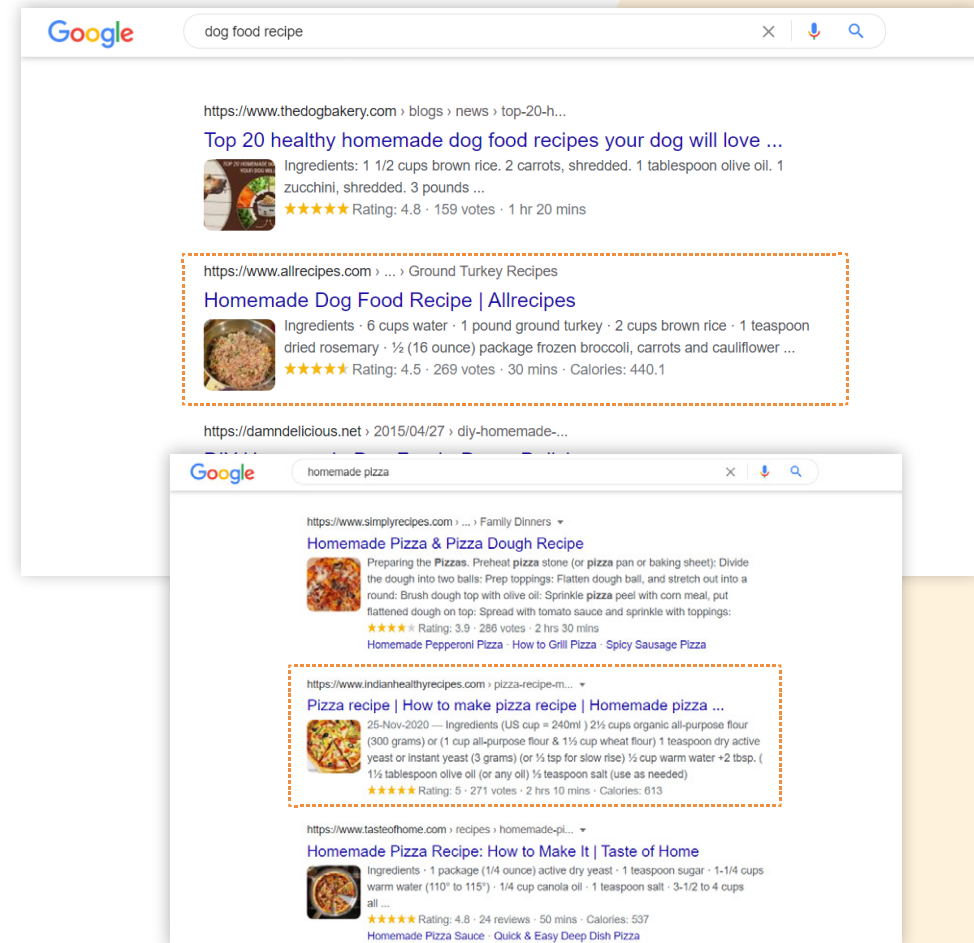 Google
dog food recipe
https://www.thedogbakery.com › blogs › news › top-20-h...
Top 20 healthy homemade dog food recipes your dog will love ...
Ingredients: 1 1/2 cups brown rice. 2 carrots, shredded. 1 tablespoon olive oil. 1
zucchini, shredded. 3 pounds ...
Rating: 4.8 · 159 votes · 1 hr 20 mins
https://www.allrecipes.com › ... › Ground Turkey Recipes
Homemade Dog Food Recipe | Allrecipes
Ingredients · 6 cups water · 1 pound ground turkey · 2 cups brown rice · 1 teaspoon
dried rosemary · ½ (16 ounce) package frozen broccoli, carrots and cauliflower ...
Rating: 4.5 · 269 votes · 30 mins · Calories: 440.1
https://damndelicious.net › 2015/04/27 › diy-homemade-...
Google
homemade pizza
https://www.simplyrecipes.com › ... › Family Dinners
Homemade Pizza & Pizza Dough Recipe
Preparing the Pizzas. Preheat pizza stone (or pizza pan or baking sheet): Divide
the dough into two balls: Prep toppings: Flatten dough ball, and stretch out into a
round: Brush dough top with olive oil: Sprinkle pizza peel with corn meal, put
flattened dough on top: Spread with tomato sauce and sprinkle with toppings:
Rating: 3.9 · 286 votes · 2 hrs 30 mins
Homemade Pepperoni Pizza · How to Grill Pizza · Spicy Sausage Pizza
https://www.indianhealthyrecipes.com › pizza-recipe-m...
Pizza recipe | How to make pizza recipe | Homemade pizza ...
25-Nov-2020 — Ingredients (US cup = 240ml ) 2½ cups organic all-purpose flour
(300 grams) or (1 cup all-purpose flour & 1½ cup wheat flour) 1 teaspoon dry active
yeast or instant yeast (3 grams) (or ⅓ tsp for slow rise) ½ cup warm water +2 tbsp. (
1½ tablespoon olive oil (or any oil) ⅓ teaspoon salt (use as needed)
Rating: 5 · 271 votes · 2 hrs 10 mins · Calories: 613
https://www.tasteofhome.com › recipes › homemade-pi...
Homemade Pizza Recipe: How to Make It | Taste of Home
Ingredients · 1 package (1/4 ounce) active dry yeast · 1 teaspoon sugar · 1-1/4 cups
warm water (110° to 115°) · 1/4 cup canola oil · 1 teaspoon salt · 3-1/2 to 4 cups
all ...
Rating: 4.8 · 24 reviews · 50 mins · Calories: 537
Homemade Pizza Sauce · Quick & Easy Deep Dish Pizza